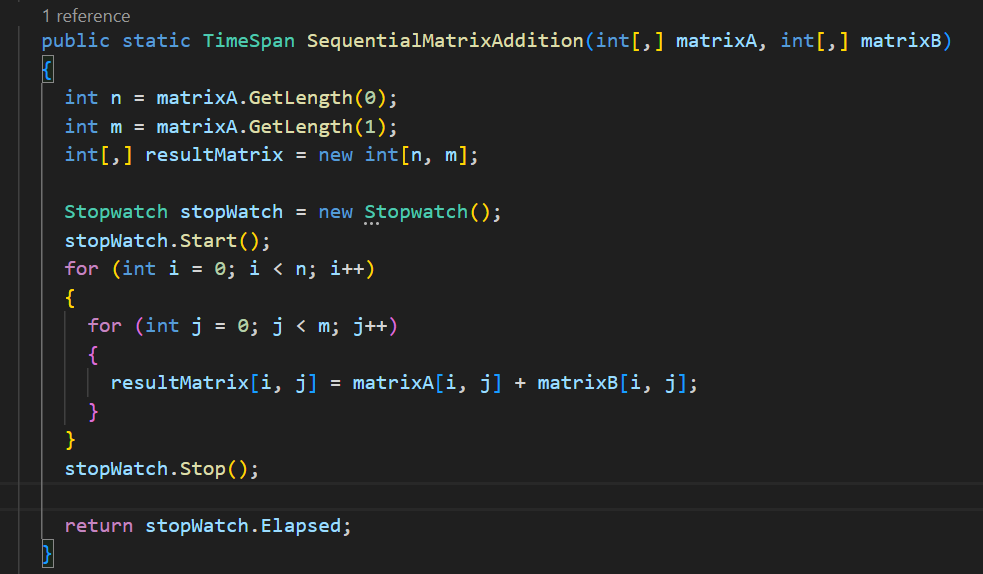 1 reference
public static TimeSpan SequentialMatrixAddition(int[,] matrixA, int[,] matrixB)
{
int n = matrixA.GetLength(0);
int m = matrixA.GetLength(1);
int[,] resultMatrix = new int[n, m];
Stopwatch stopWatch = new Stopwatch();
stopWatch.Start();
for (int i = 0; i < n; i++)
{
for (int j = 0; j < m; j++)
{
resultMatrix[i, j] = matrixA[i, j] + matrixB[i, j];
}
}
stopWatch.Stop();
return stopWatch.Elapsed;
}